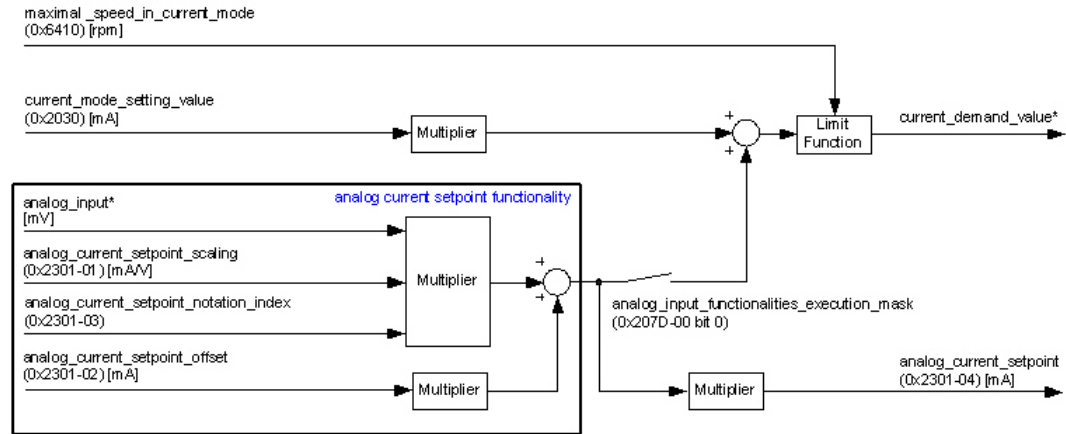 maximal _speed_in_current_mode
(0x6410) [rpm]
current_mode_setting_value
(0x2030) [mA]
Multiplier
+
+
Limit
Function
current_demand_value*
analog current setpoint functionality
analog_input*
[mV]
analog_current_setpoint_scaling
(0x2301-01) [mA/V]
analog_current_setpoint_notation_index
(0x2301-03)
Multiplier
+
+
analog_current_setpoint_offset
(0x2301-02) [mA]
Multiplier
analog_input_functionalities_execution_mask
(0x207D-00 bit 0)
Multiplier
analog_current_setpoint
(0x2301-04) [mA]